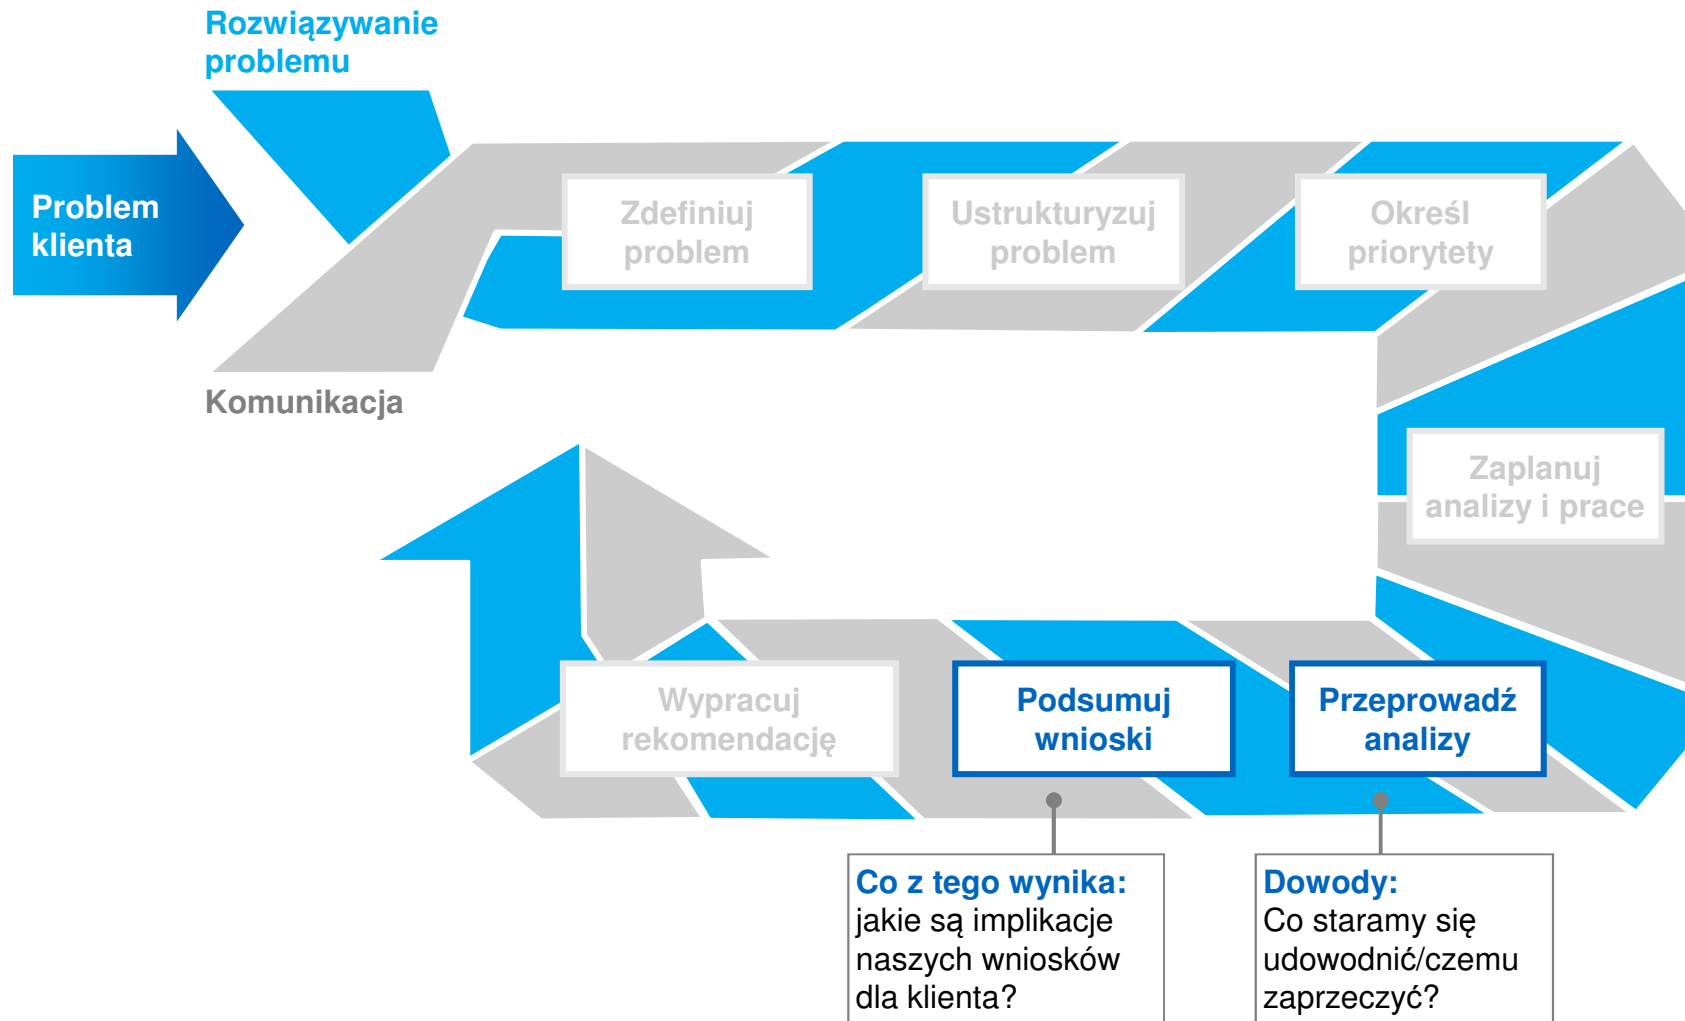 Rozwiązywanie
problemu
Problem
klienta
Zdefiniuj
problem
Ustrukturyzuj
problem
Określ
priorytety
Komunikacja
Zaplanuj
analizy i prace
Wypracuj
rekomendację
Podsumuj
wnioski
Przeprowadź
analizy
Co z tego wynika:
jakie są implikacje
naszych wniosków
dla klienta?
Dowody:
Co staramy się
udowodnić/czemu
zaprzeczyć?